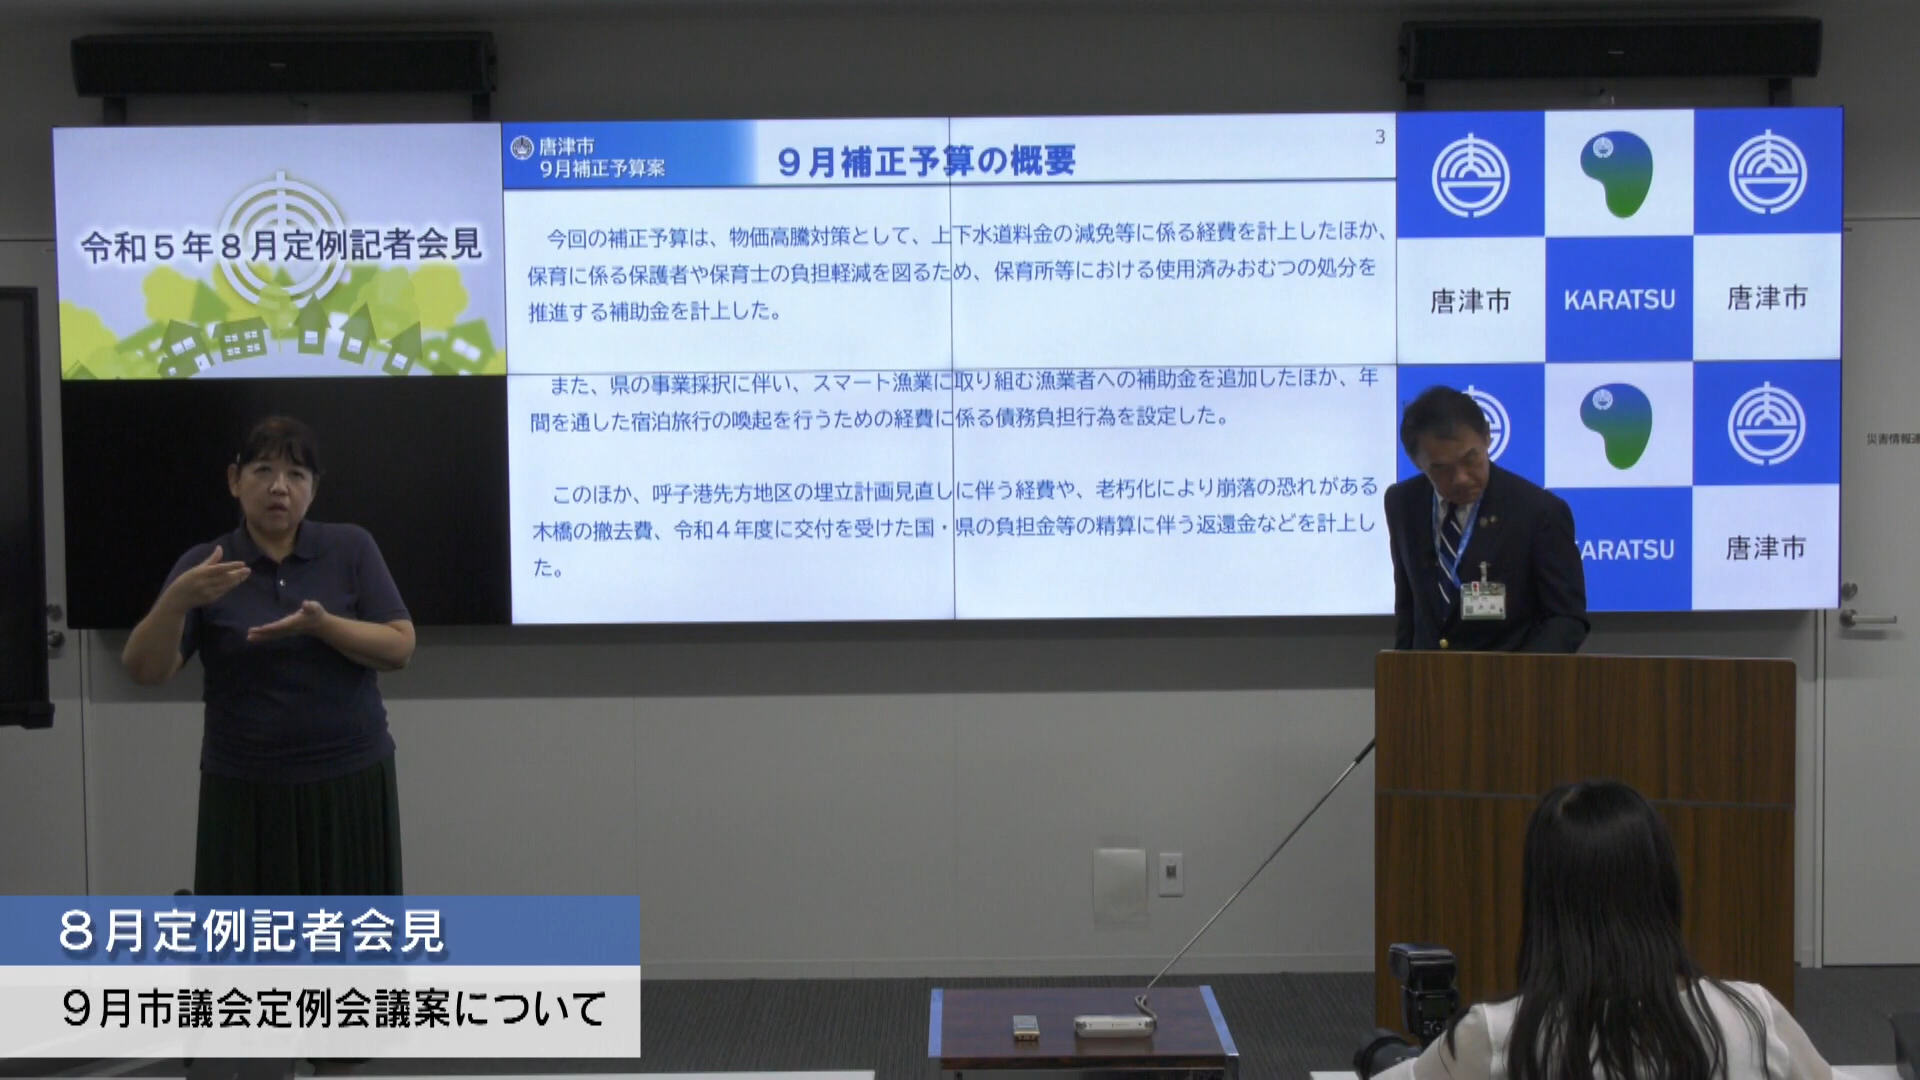 令和５年８月定例記者会見
唐津市
９月補正予算案
９月補正予算の概要
3
今回の補正予算は、物価高騰対策として、上下水道料金の減免等に係る経費を計上したほか、
保育に係る保護者や保育士の負担軽減を図るため、保育所等における使用済みおむつの処分を
推進する補助金を計上した。
また、県の事業採択に伴い、スマート漁業に取り組む漁業者への補助金を追加したほか、年
間を通した宿泊旅行の喚起を行うための経費に係る債務負担行為を設定した。
このほか、呼子港先方地区の埋立計画見直しに伴う経費や、老朽化により崩落の恐れがある
木橋の撤去費、令和４年度に交付を受けた国・県の負担金等の精算に伴う返還金などを計上し
た。
唐津市
KARATSU
唐津市
ARATSU
唐津市
災害情報
８月定例記者会見
９月市議会定例会議案について